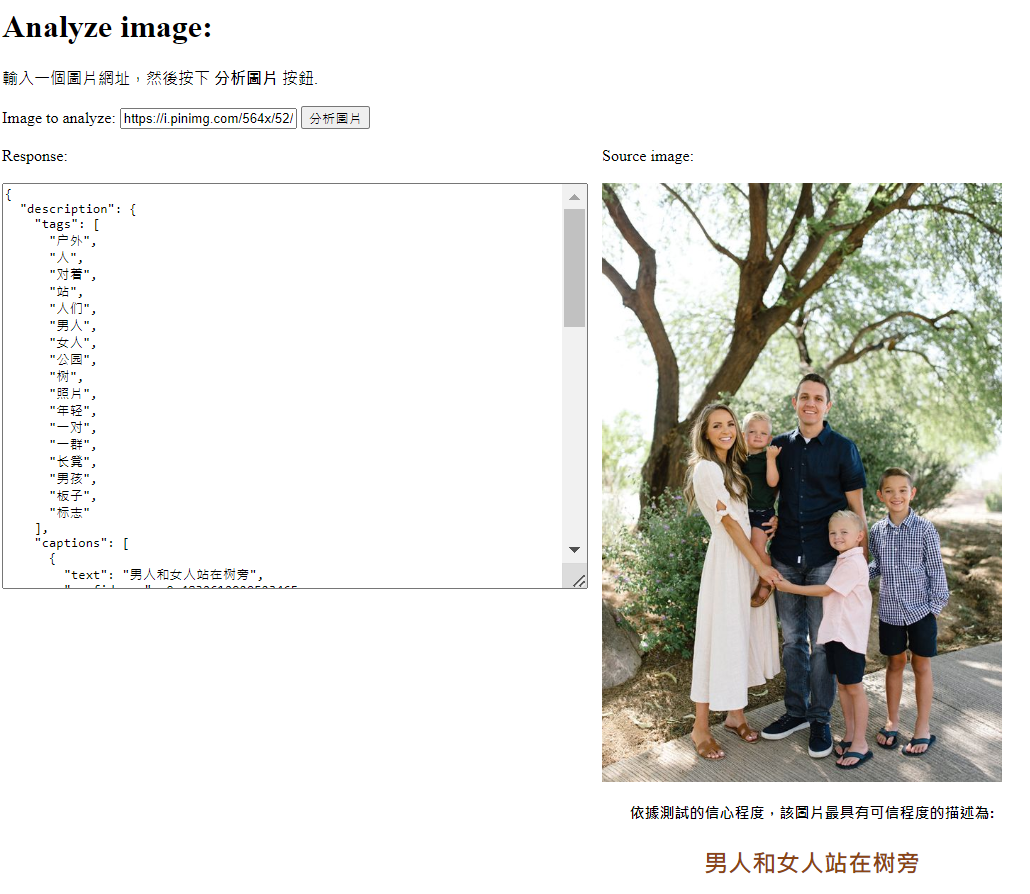 Analyze image:
輸入一個圖片網址，然後按下 分析圖片 按鈕.
Image to analyze: https://i.pinimg.com/564x/52/ 分析圖片
Response:
Source image:
{
"description": {
"tags": [
"户外",
"人",
"对着",
"站",
"人们",
"男人",
"女人",
"公园",
"树",
"照片",
"年轻",
"一对",
"一群",
"长凳",
"男孩",
"板子",
"标志"
],
"captions": [
{
"text": "男人和女人站在树旁",
依據測試的信心程度，該圖片最具有可信程度的描述為:
男人和女人站在树旁